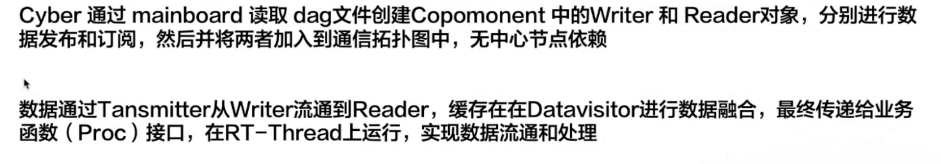 Cyber 通过 mainboard 读取 dag文件创建Copomonent 中的Writer 和 Reader对象，分别进行数
据发布和订阅，然后并将两者加入到通信拓扑图中，无中心节点依赖
数据通过Tansmitter从Writer流通到Reader，缓存在在Datavisitor进行数据融合，最终传递给业务
函数（Proc）接口，在RT-Thread上运行，实现数据流通和处理